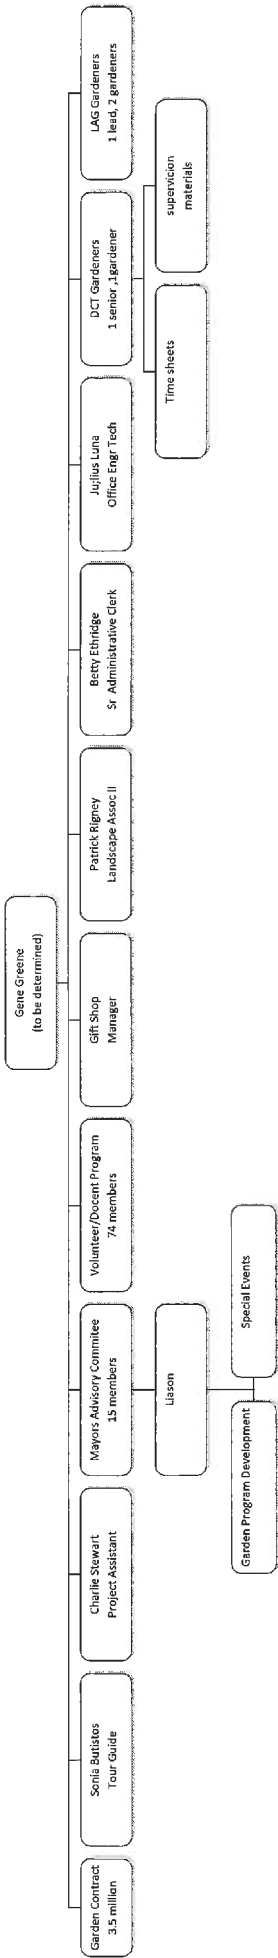 Gene Greene
(to be determined)
Garden Contract
3.5 million
Sonia Butistos
Tour Guide
Charlie Stewart
Project Assistant
Mayors Advisory Commitee
15 members
Volunteer/Docent Program
74 members
Gift Shop
Manager
Patrick Rigney
Landscape Assoc II
Betty Ethridge
Sr Administrative Clerk
Ju;lius Luna
Office Engr Tech
DCT Gardeners
1 senior ,1gardener
LAG Gardeners
1 lead, 2 gardeners
Liason
Time sheets
supervicion
materials
Garden Program Development
Special Events